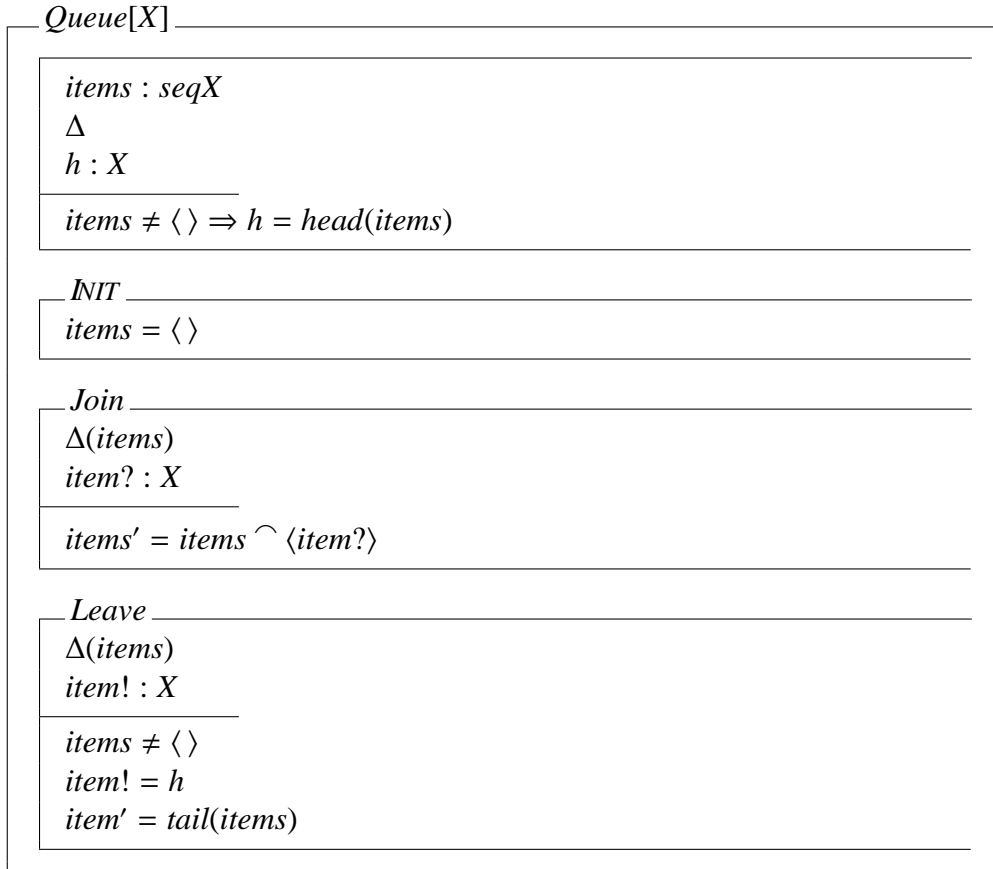 Queue[X]
items : seqX
Δ
h : X
items ≠ ⟨ ⟩ ⇒ h = head(items)
INIT
items = ⟨ ⟩
Join
Δ(items)
item? : X
items′ = items ⌢ ⟨item?⟩
Leave
Δ(items)
item! : X
items ≠ ⟨ ⟩
item! = h
item′ = tail(items)